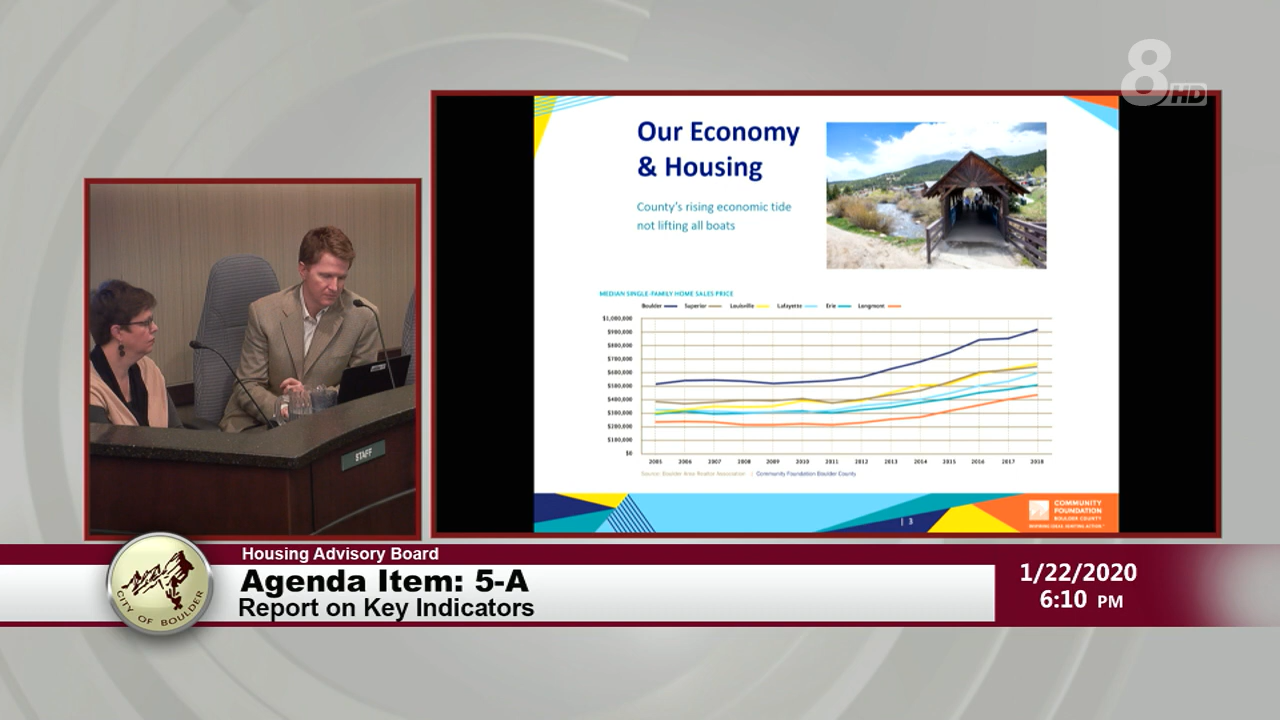 8
HD
Our Economy
& Housing
County's rising economic tide
not lifting all boats
MEDIAN SINGLE-FAMILY HOME SALES PRICE
Boulder Superior Louisville Lafayette Erie Longmont
$1,000,000
$900,000
$800,000
$700,000
$600,000
$500,000
$400,000
$300,000
$200,000
$100,000
$0
2005 2006 2007 2008 2009 2010 2011 2012 2013 2014 2015 2016 2017 2018
Source: Boulder Area Realtor Association | Community Foundation Boulder County
| 3
COMMUNITY
FOUNDATION
BOULDER COUNTY
STAFF
Housing Advisory Board
Agenda Item: 5-A
Report on Key Indicators
CITY OF BOULDER
1/22/2020
6:10 PM